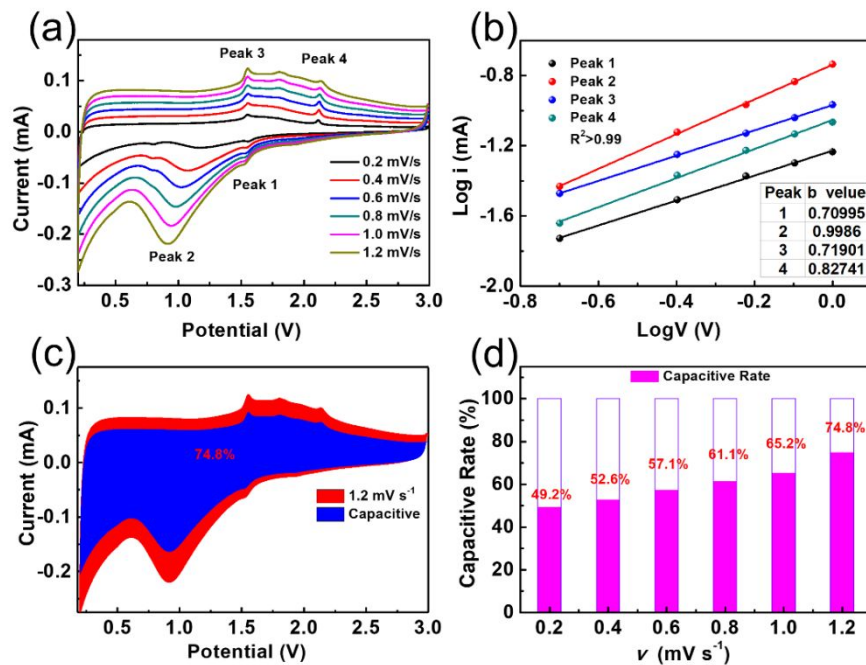 (a)
Peak 3
Peak 4
0.1
0.0
-0.1
-0.2
-0.3
Current (mA)
Peak 1
Peak 2
0.2 mV/s
0.4 mV/s
0.6 mV/s
0.8 mV/s
1.0 mV/s
1.2 mV/s
0.5 1.0 1.5 2.0 2.5 3.0
Potential (V)
(b)
-0.8
-1.2
-1.6
-2.0
Log i (mA)
Peak 1
Peak 2
Peak 3
Peak 4
R²>0.99
Peak b velue
1 0.70995
2 0.9986
3 0.71901
4 0.82741
-0.8 -0.6 -0.4 -0.2 0.0
LogV (V)
(c)
0.1
0.0
-0.1
-0.2
Current (mA)
74.8%
1.2 mV s⁻¹
Capacitive
0.5 1.0 1.5 2.0 2.5 3.0
Potential (V)
(d)
Capacitive Rate
100
80
60
40
20
0
Capacitive Rate (%)
49.2% 52.6% 57.1% 61.1% 65.2% 74.8%
0.2 0.4 0.6 0.8 1.0 1.2
v (mV s⁻¹)